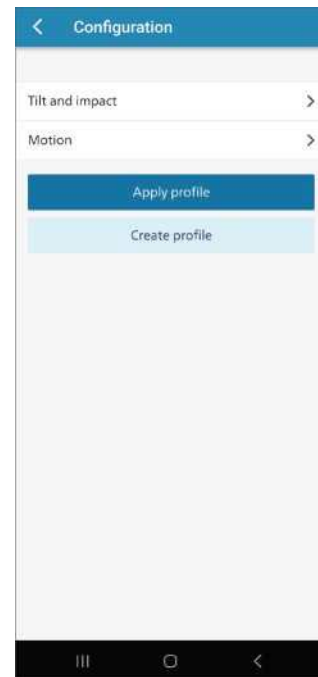 Configuration
Tilt and impact
Motion
Apply profile
Create profile